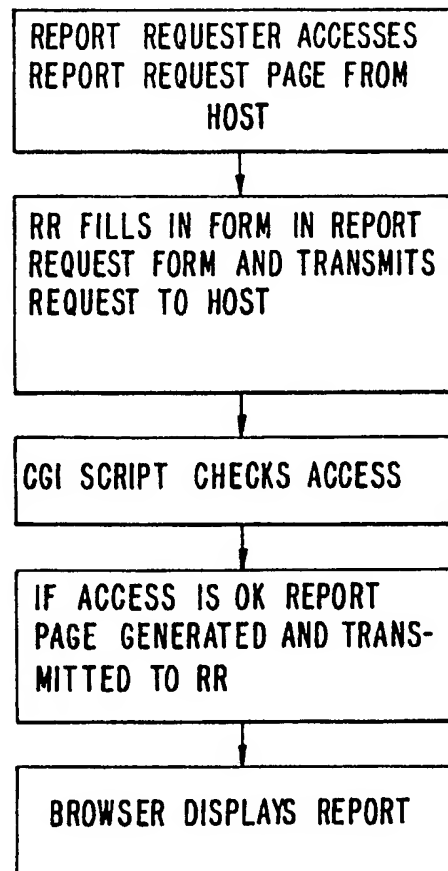 REPORT REQUESTER ACCESSES
REPORT REQUEST PAGE FROM
HOST
RR FILLS IN FORM IN REPORT
REQUEST FORM AND TRANSMITS
REQUEST TO HOST
CGI SCRIPT CHECKS ACCESS
IF ACCESS IS OK REPORT
PAGE GENERATED AND TRANS-
MITTED TO RR
BROWSER DISPLAYS REPORT